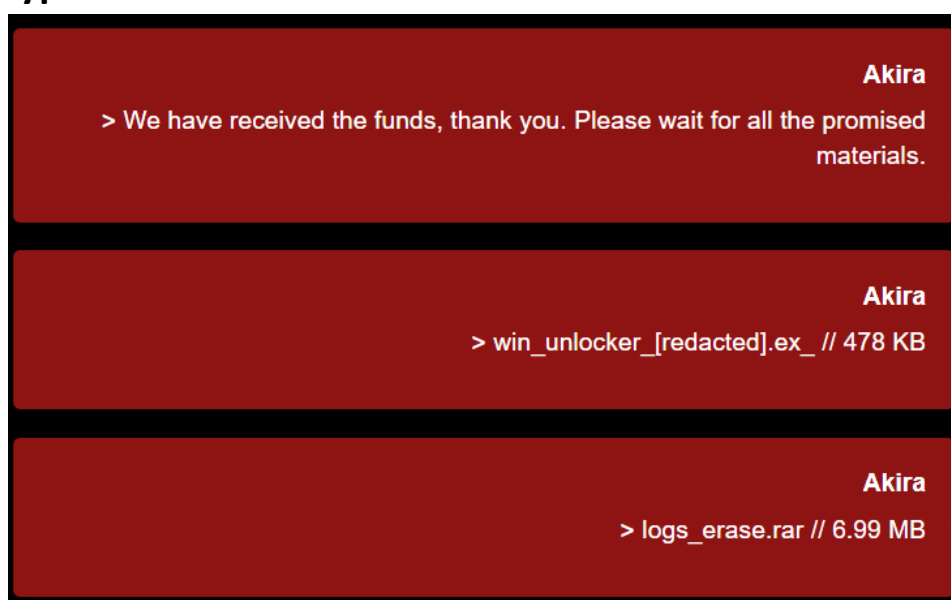 Akira
> We have received the funds, thank you. Please wait for all the promised
materials.
Akira
> win_unlocker_[redacted].ex_ // 478 KB
Akira
> logs_erase.rar // 6.99 MB